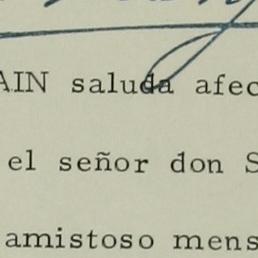 AIN saluda afec
el señor don S
amistoso mens